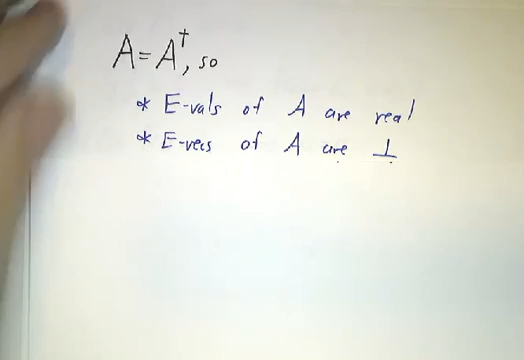 A = A†, so
* E-vals of A are real
* E-vecs of A are ⊥